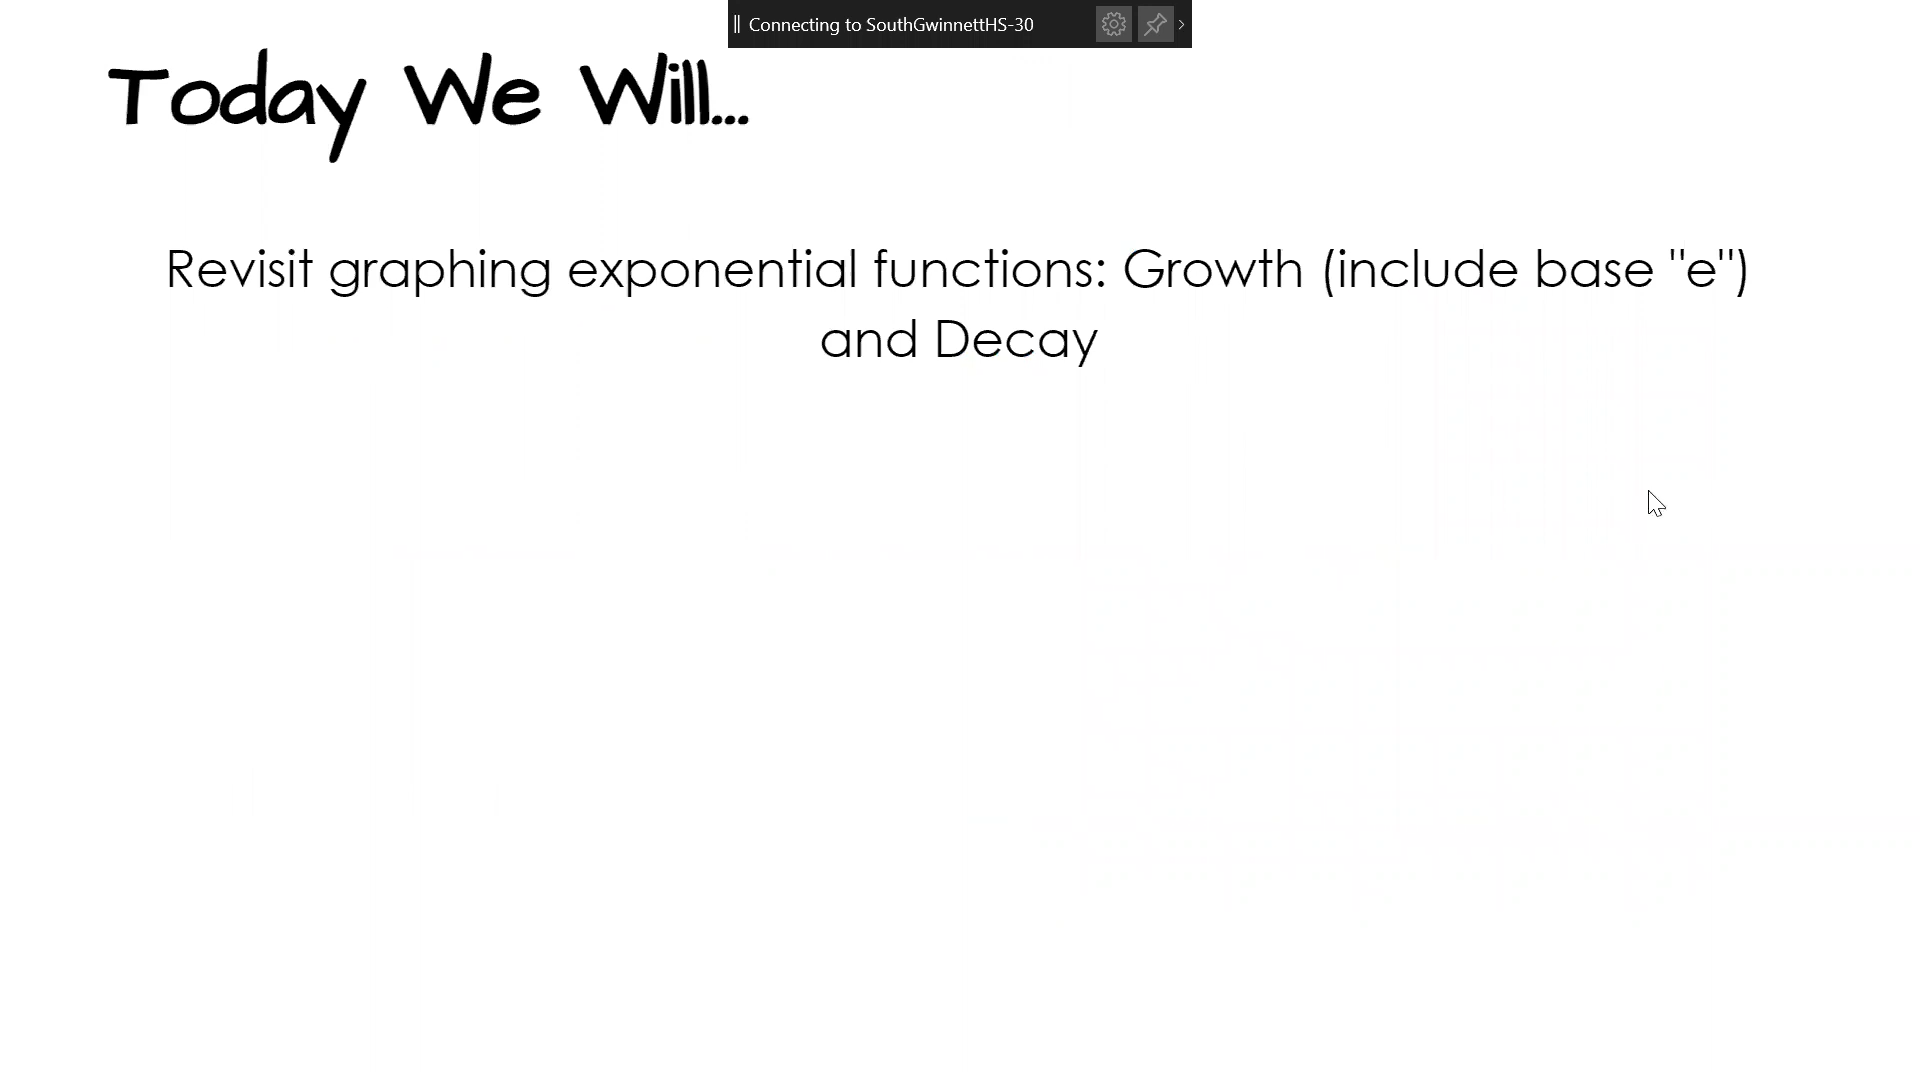 Connecting to SouthGwinnettHS-30
Today We Will...
Revisit graphing exponential functions: Growth (include base "e")
and Decay